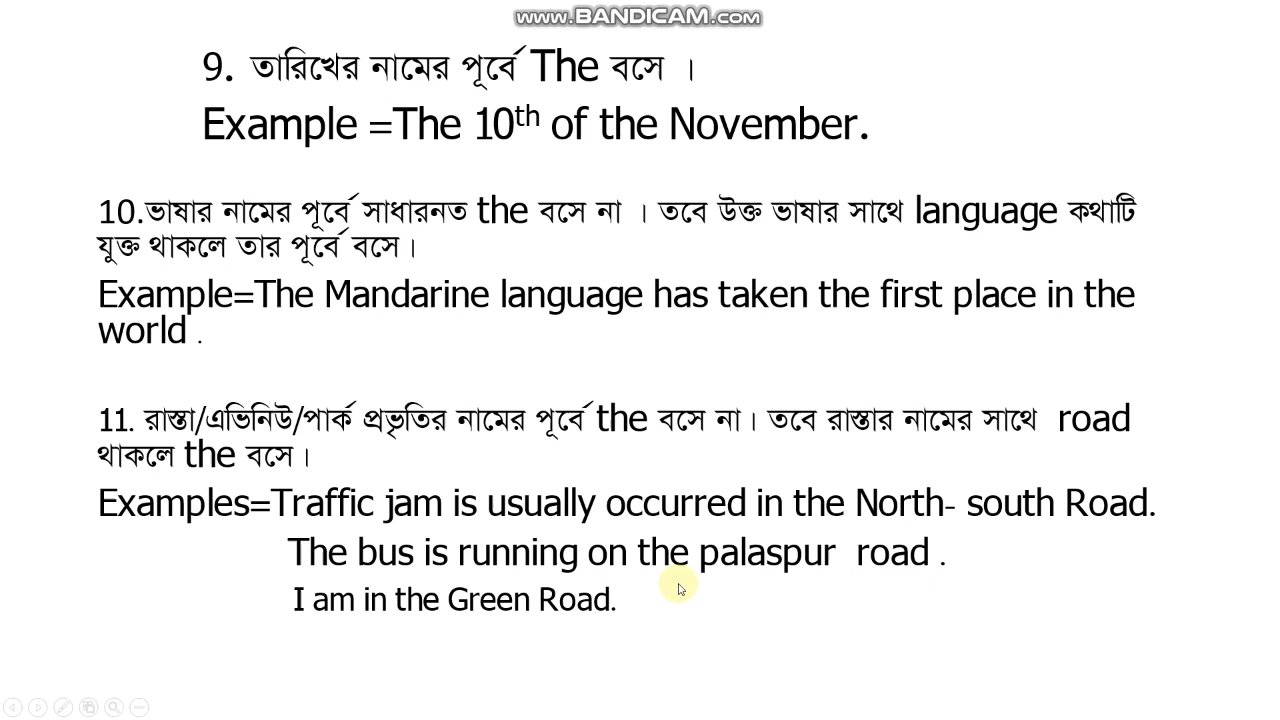 www.BANDICAM.com
9. তারিখের নামের পূর্বে The বসে ।
Example =The 10th of the November.
10.ভাষার নামের পূর্বে সাধারনত the বসে না । তবে উক্ত ভাষার সাথে language কথাটি
যুক্ত থাকলে তার পূর্বে বসে।
Example=The Mandarine language has taken the first place in the
world .
11. রাস্তা/এভিনিউ/পার্ক প্রভৃতির নামের পূর্বে the বসে না। তবে রাস্তার নামের সাথে road
থাকলে the বসে।
Examples=Traffic jam is usually occurred in the North- south Road.
The bus is running on the palaspur road .
I am in the Green Road.